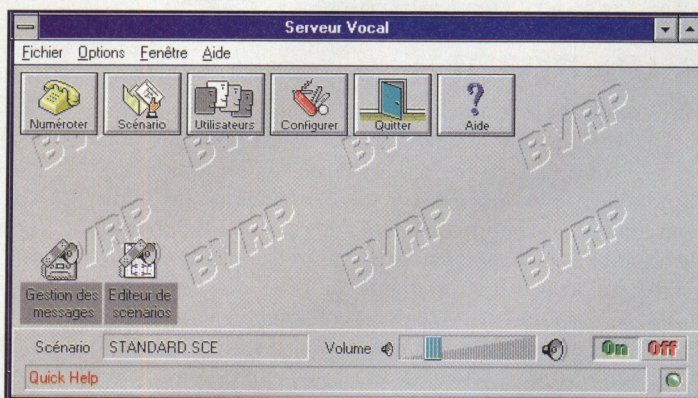 Serveur Vocal
Fichier Options Fenêtre Aide
Numéroter Scénario Utilisateurs Configurer Quitter Aide
BVRP BVRP BVRP BVRP
BVRP BVRP BVRP BVRP
Gestion des messages
Editeur de scenarios
Scénario STANDARD.SCE Volume On Off
Quick Help